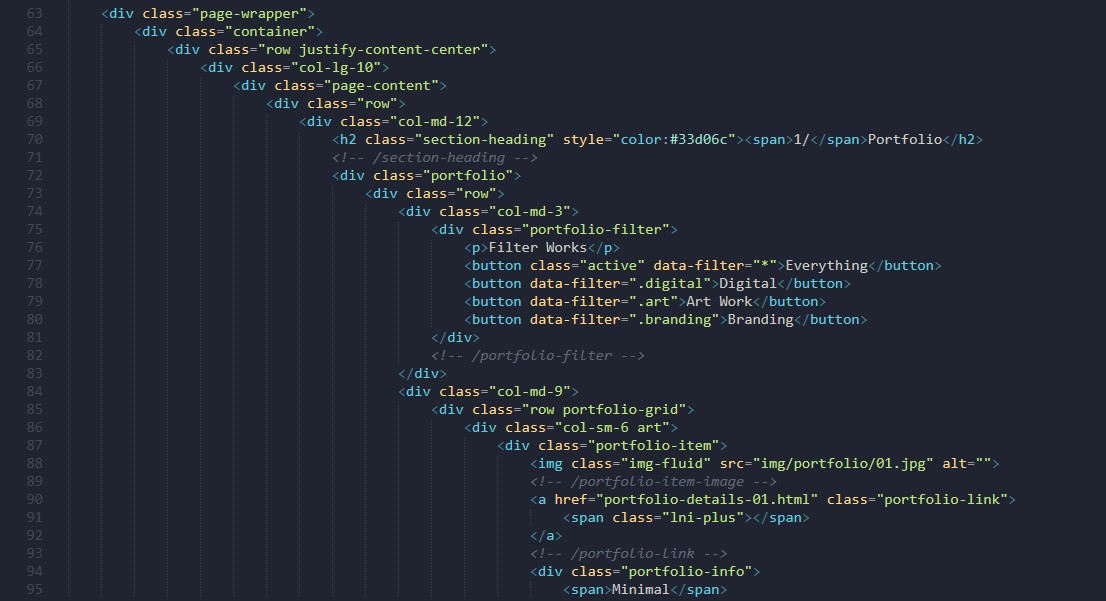 63 <div class="page-wrapper">
64 <div class="container">
65 <div class="row justify-content-center">
66 <div class="col-lg-10">
67 <div class="page-content">
68 <div class="row">
69 <div class="col-md-12">
70 <h2 class="section-heading" style="color:#33d06c"><span>1/</span>Portfolio</h2>
71 <!-- /section-heading -->
72 <div class="portfolio">
73 <div class="row">
74 <div class="col-md-3">
75 <div class="portfolio-filter">
76 <p>Filter Works</p>
77 <button class="active" data-filter="*">Everything</button>
78 <button data-filter=".digital">Digital</button>
79 <button data-filter=".art">Art Work</button>
80 <button data-filter=".branding">Branding</button>
81 </div>
82 <!-- /portfolio-filter -->
83 </div>
84 <div class="col-md-9">
85 <div class="row portfolio-grid">
86 <div class="col-sm-6 art">
87 <div class="portfolio-item">
88 <img class="img-fluid" src="img/portfolio/01.jpg" alt="">
89 <!-- /portfolio-item-image -->
90 <a href="portfolio-details-01.html" class="portfolio-link">
91 <span class="lni-plus"></span>
92 </a>
93 <!-- /portfolio-link -->
94 <div class="portfolio-info">
95 <span>Minimal</span>